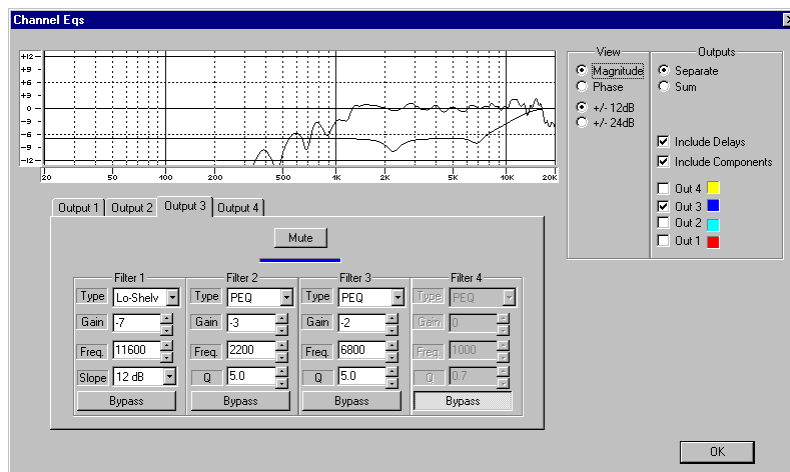 Channel Eqs
+12
+9
+6
+3
0
-3
-6
-9
-12
20 50 100 200 500 1K 2K 5K 10K 20K
View
Magnitude
Phase
+/- 12dB
+/- 24dB
Outputs
Separate
Sum
Include Delays
Include Components
Out 4
Out 3
Out 2
Out 1
Output 1 Output 2 Output 3 Output 4
Mute
Filter 1 Filter 2 Filter 3 Filter 4
Type Lo-Shelv Type PEQ Type PEQ Type PEQ
Gain -7 Gain -3 Gain -2 Gain 0
Freq. 11600 Freq. 2200 Freq. 6800 Freq. 1000
Slope 12 dB Q 5.0 Q 5.0 Q 0.7
Bypass Bypass Bypass Bypass
OK